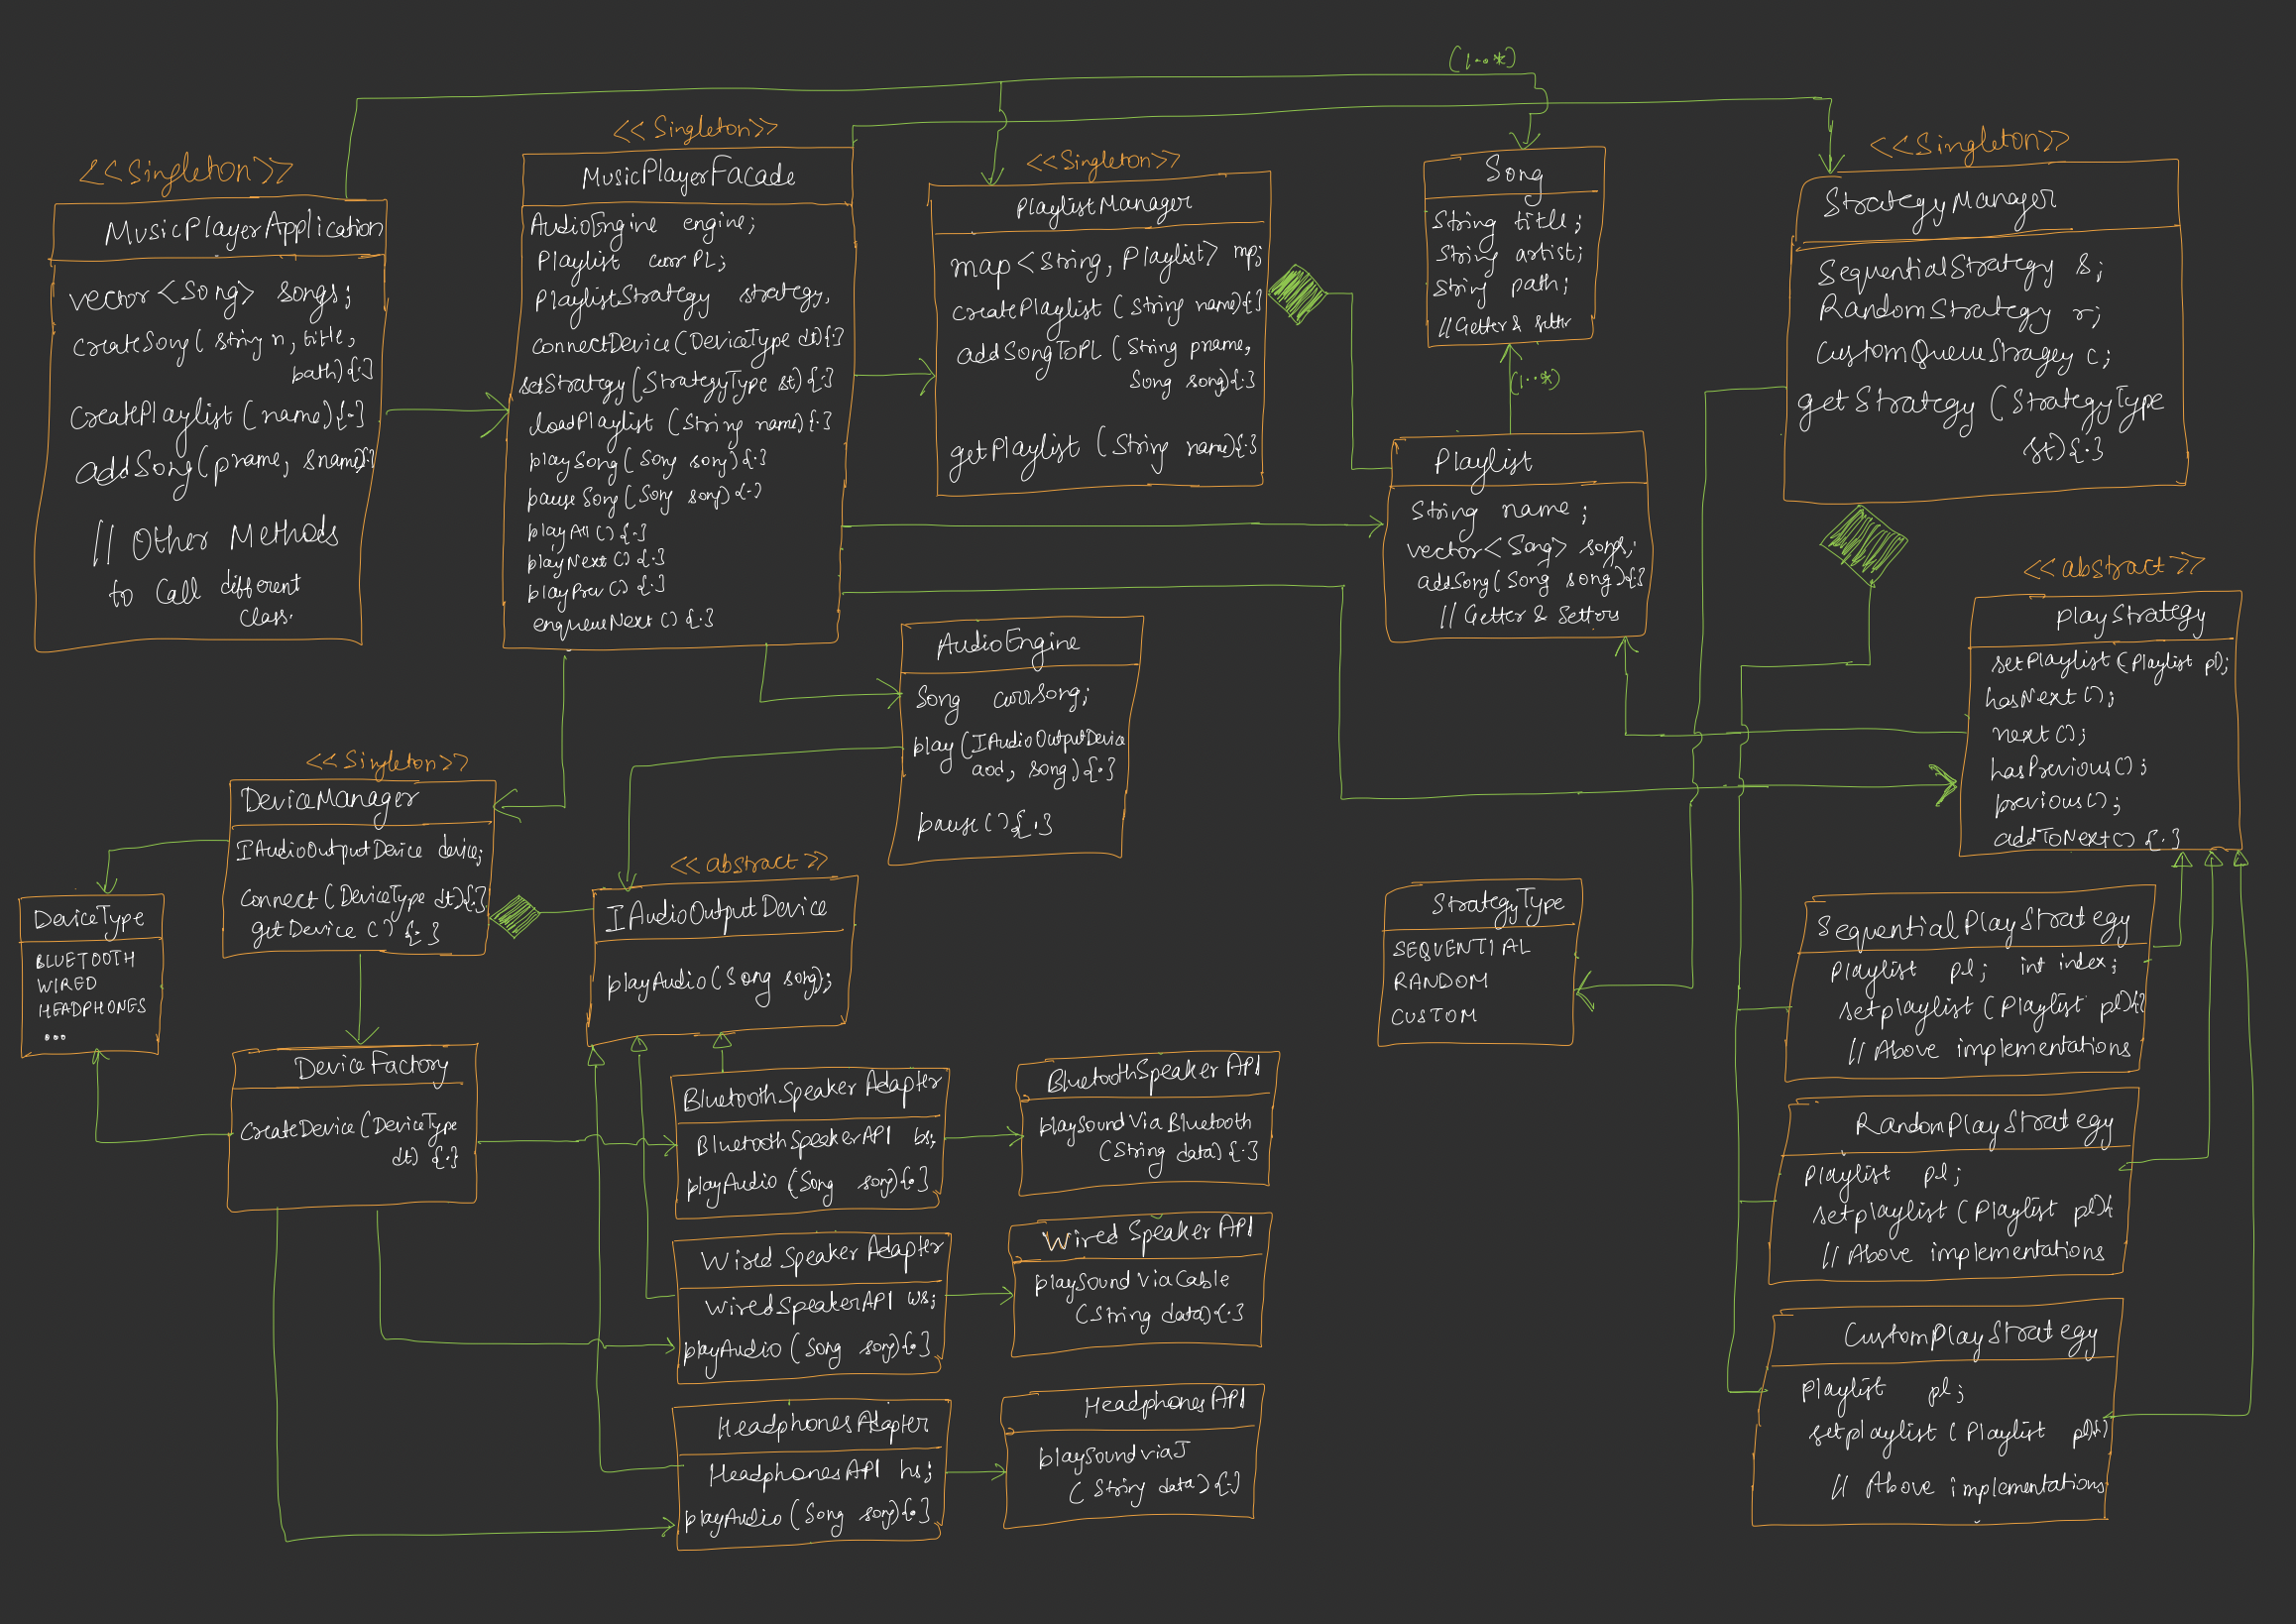 <<Singleton>>
MusicPlayerApplication
vector<Song> songs;
createSong(string n, title,
path){.}
createPlaylist(name){.}
addSong(pname, sname){.}
// Other Methods
to Call different
Class.
<<Singleton>>
MusicPlayerFacade
AudioEngine engine;
Playlist currPL;
PlaylistStrategy strategy,
connectDevice(DeviceType dt){.}
setStrategy(StrategyType st){.}
loadPlaylist (String name){.}
playSong(Song song){.}
pauseSong(Song song){.}
playAll(){.}
playNext(){.}
playPrev(){.}
enqueueNext(){.}
<<Singleton>>
PlaylistManager
map<String, Playlist> mp;
createPlaylist (String name){.}
addSongToPL (String pname,
Song song){.}
getPlaylist (String name){.}
(1..*)
Song
String title;
String artist;
String path;
//Getter & setter
(1..*)
Playlist
String name;
vector<Song> songs;
addSong(Song song){.}
// Getter & Setters
<<Singleton>>
StrategyManager
SequentialStrategy s;
RandomStrategy r;
CustomQueueStragey c;
getStrategy (StrategyType
st){.}
<<abstract>>
PlayStrategy
setPlaylist(Playlist pl);
hasNext();
next();
hasPrevious();
previous();
addToNext(){.}
AudioEngine
Song currSong;
play(IAudioOutputDevice
aod, song){.}
pause(){.}
<<Singleton>>
DeviceManager
IAudioOutputDevice device;
connect(DeviceType dt){.}
getDevice(){.}
DeviceType
BLUETOOTH
WIRED
HEADPHONES
...
DeviceFactory
createDevice(DeviceType
dt){.}
<<abstract>>
IAudioOutputDevice
playAudio(Song song);
BluetoothSpeakerAdapter
BluetoothSpeakerAPI bs;
playAudio(Song song){.}
BluetoothSpeakerAPI
playSoundViaBluetooth
(String data){.}
WiredSpeakerAdapter
WiredSpeakerAPI ws;
playAudio(Song song){.}
WiredSpeakerAPI
playSoundViaCable
(String data){.}
HeadphonesAdapter
HeadphonesAPI hs;
playAudio(Song song){.}
HeadphonesAPI
playSoundviaJ
(String data){.}
StrategyType
SEQUENTIAL
RANDOM
CUSTOM
SequentialPlayStrategy
Playlist pl; int index;
setplaylist(Playlist pl){.}
// Above implementations
RandomPlayStrategy
Playlist pl;
setplaylist(Playlist pl){
// Above implementations
CustomPlayStrategy
Playlist pl;
setplaylist(Playlist pl){.}
// Above implementations